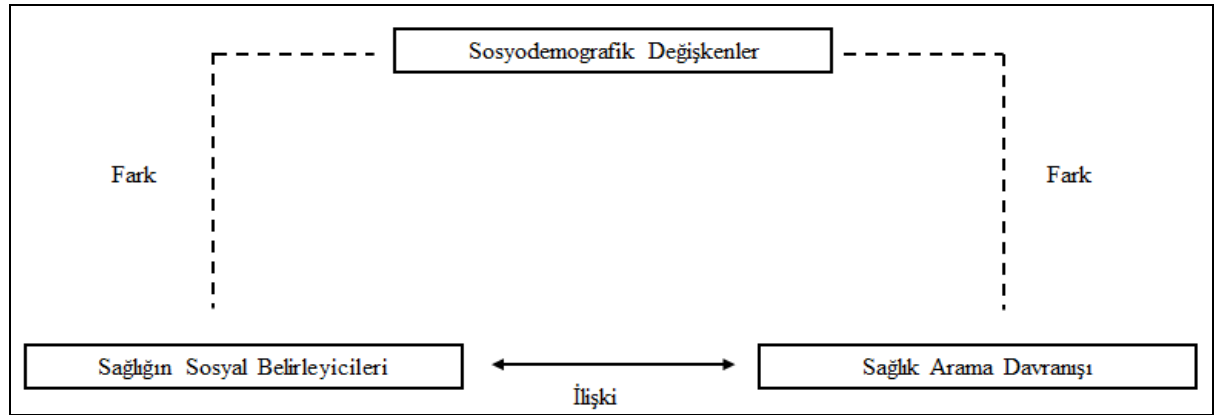 Sosyodemografik Değişkenler
Fark
Fark
Sağlığın Sosyal Belirleyicileri
Sağlık Arama Davranışı
İlişki